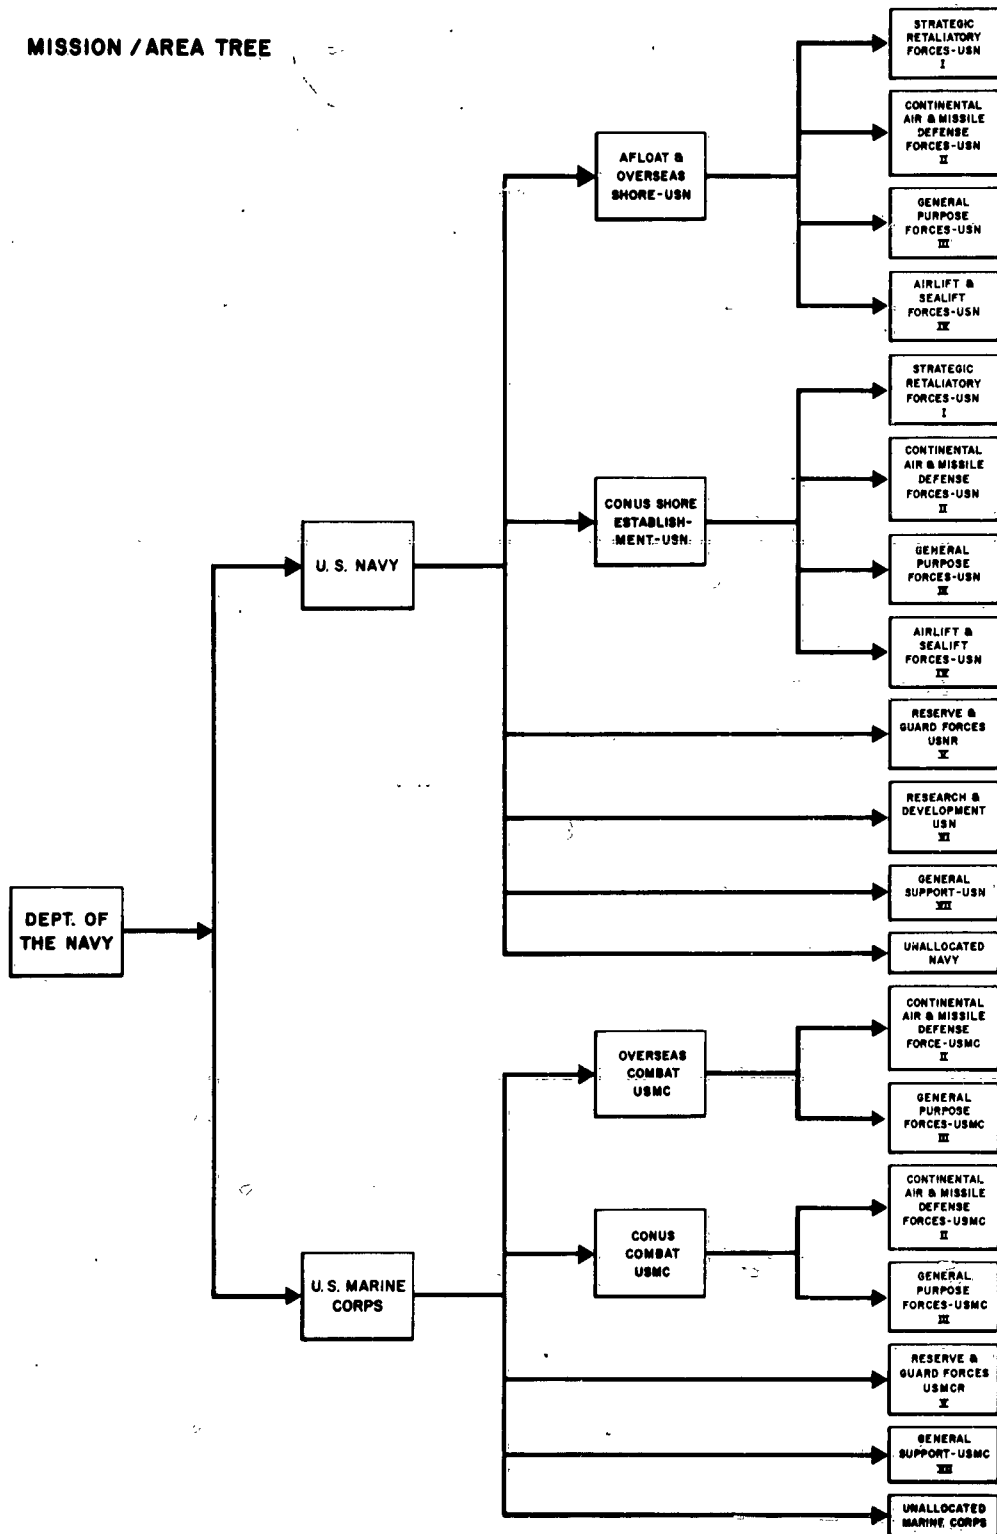 MISSION / AREA TREE
DEPT. OF
THE NAVY
U. S. NAVY
AFLOAT &
OVERSEAS
SHORE-USN
STRATEGIC
RETALIATORY
FORCES-USN
I
CONTINENTAL
AIR & MISSILE
DEFENSE
FORCES-USN
II
GENERAL
PURPOSE
FORCES-USN
III
AIRLIFT &
SEALIFT
FORCES-USN
IV
CONUS SHORE
ESTABLISH-
MENT-USN
STRATEGIC
RETALIATORY
FORCES-USN
I
CONTINENTAL
AIR & MISSILE
DEFENSE
FORCES-USN
II
GENERAL
PURPOSE
FORCES-USN
III
AIRLIFT &
SEALIFT
FORCES-USN
IV
RESERVE &
GUARD FORCES
USNR
V
RESEARCH &
DEVELOPMENT
USN
VI
GENERAL
SUPPORT-USN
VII
UNALLOCATED
NAVY
U. S. MARINE
CORPS
OVERSEAS
COMBAT
USMC
CONTINENTAL
AIR & MISSILE
DEFENSE
FORCE-USMC
II
GENERAL
PURPOSE
FORCES-USMC
III
CONUS
COMBAT
USMC
CONTINENTAL
AIR & MISSILE
DEFENSE
FORCES-USMC
II
GENERAL
PURPOSE
FORCES-USMC
III
RESERVE &
GUARD FORCES
USMCR
V
GENERAL
SUPPORT-USMC
VII
UNALLOCATED
MARINE CORPS